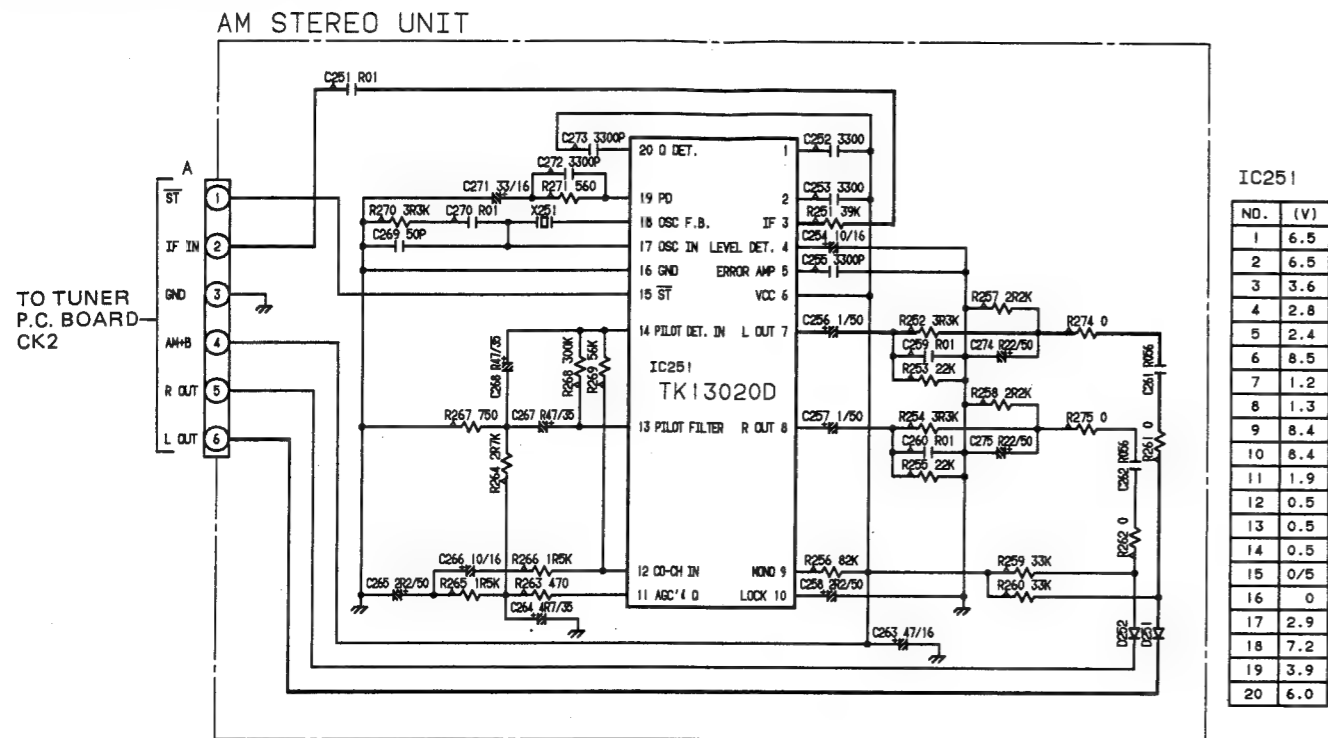 AM STEREO UNIT
C251 R01
A
ST
1
IF IN
2
GND
3
AM+B
4
R OUT
5
L OUT
6
TO TUNER
P.C. BOARD
CK2
C273 3300P
C272 3300P
C271 33/16
R271 560
R270 3R3K
C270 R01
X251
C269 50P
C268 R47/35
R268 300K
R269 56K
R267 750
C267 R47/35
R264 2R7K
C266 10/16
R266 1R5K
C265 2R2/50
R265 1R5K
R263 470
C264 4R7/35
20 Q DET.
19 PD
18 OSC F.B.
17 OSC IN
16 GND
15 ST
14 PILOT DET. IN
13 PILOT FILTER
12 CO-CH IN
11 AGC'd Q
IC251
TK13020D
1
2
IF 3
LEVEL DET. 4
ERROR AMP 5
VCC 6
L OUT 7
R OUT 8
MONO 9
LOCK 10
C252 3300
C253 3300
R251 39K
C254 10/16
C255 3300P
R257 2R2K
C256 1/50
R252 3R3K
R274 0
C259 R01
C274 R22/50
R253 22K
C261 R056
R258 2R2K
C257 1/50
R254 3R3K
R275 0
C260 R01
C275 R22/50
R255 22K
C262 R056
R261 0
R262 0
R256 82K
C258 2R2/50
R259 33K
R260 33K
C263 47/16
D252
D251
IC251
NO. (V)
1 6.5
2 6.5
3 3.6
4 2.8
5 2.4
6 8.5
7 1.2
8 1.3
9 8.4
10 8.4
11 1.9
12 0.5
13 0.5
14 0.5
15 0/5
16 0
17 2.9
18 7.2
19 3.9
20 6.0